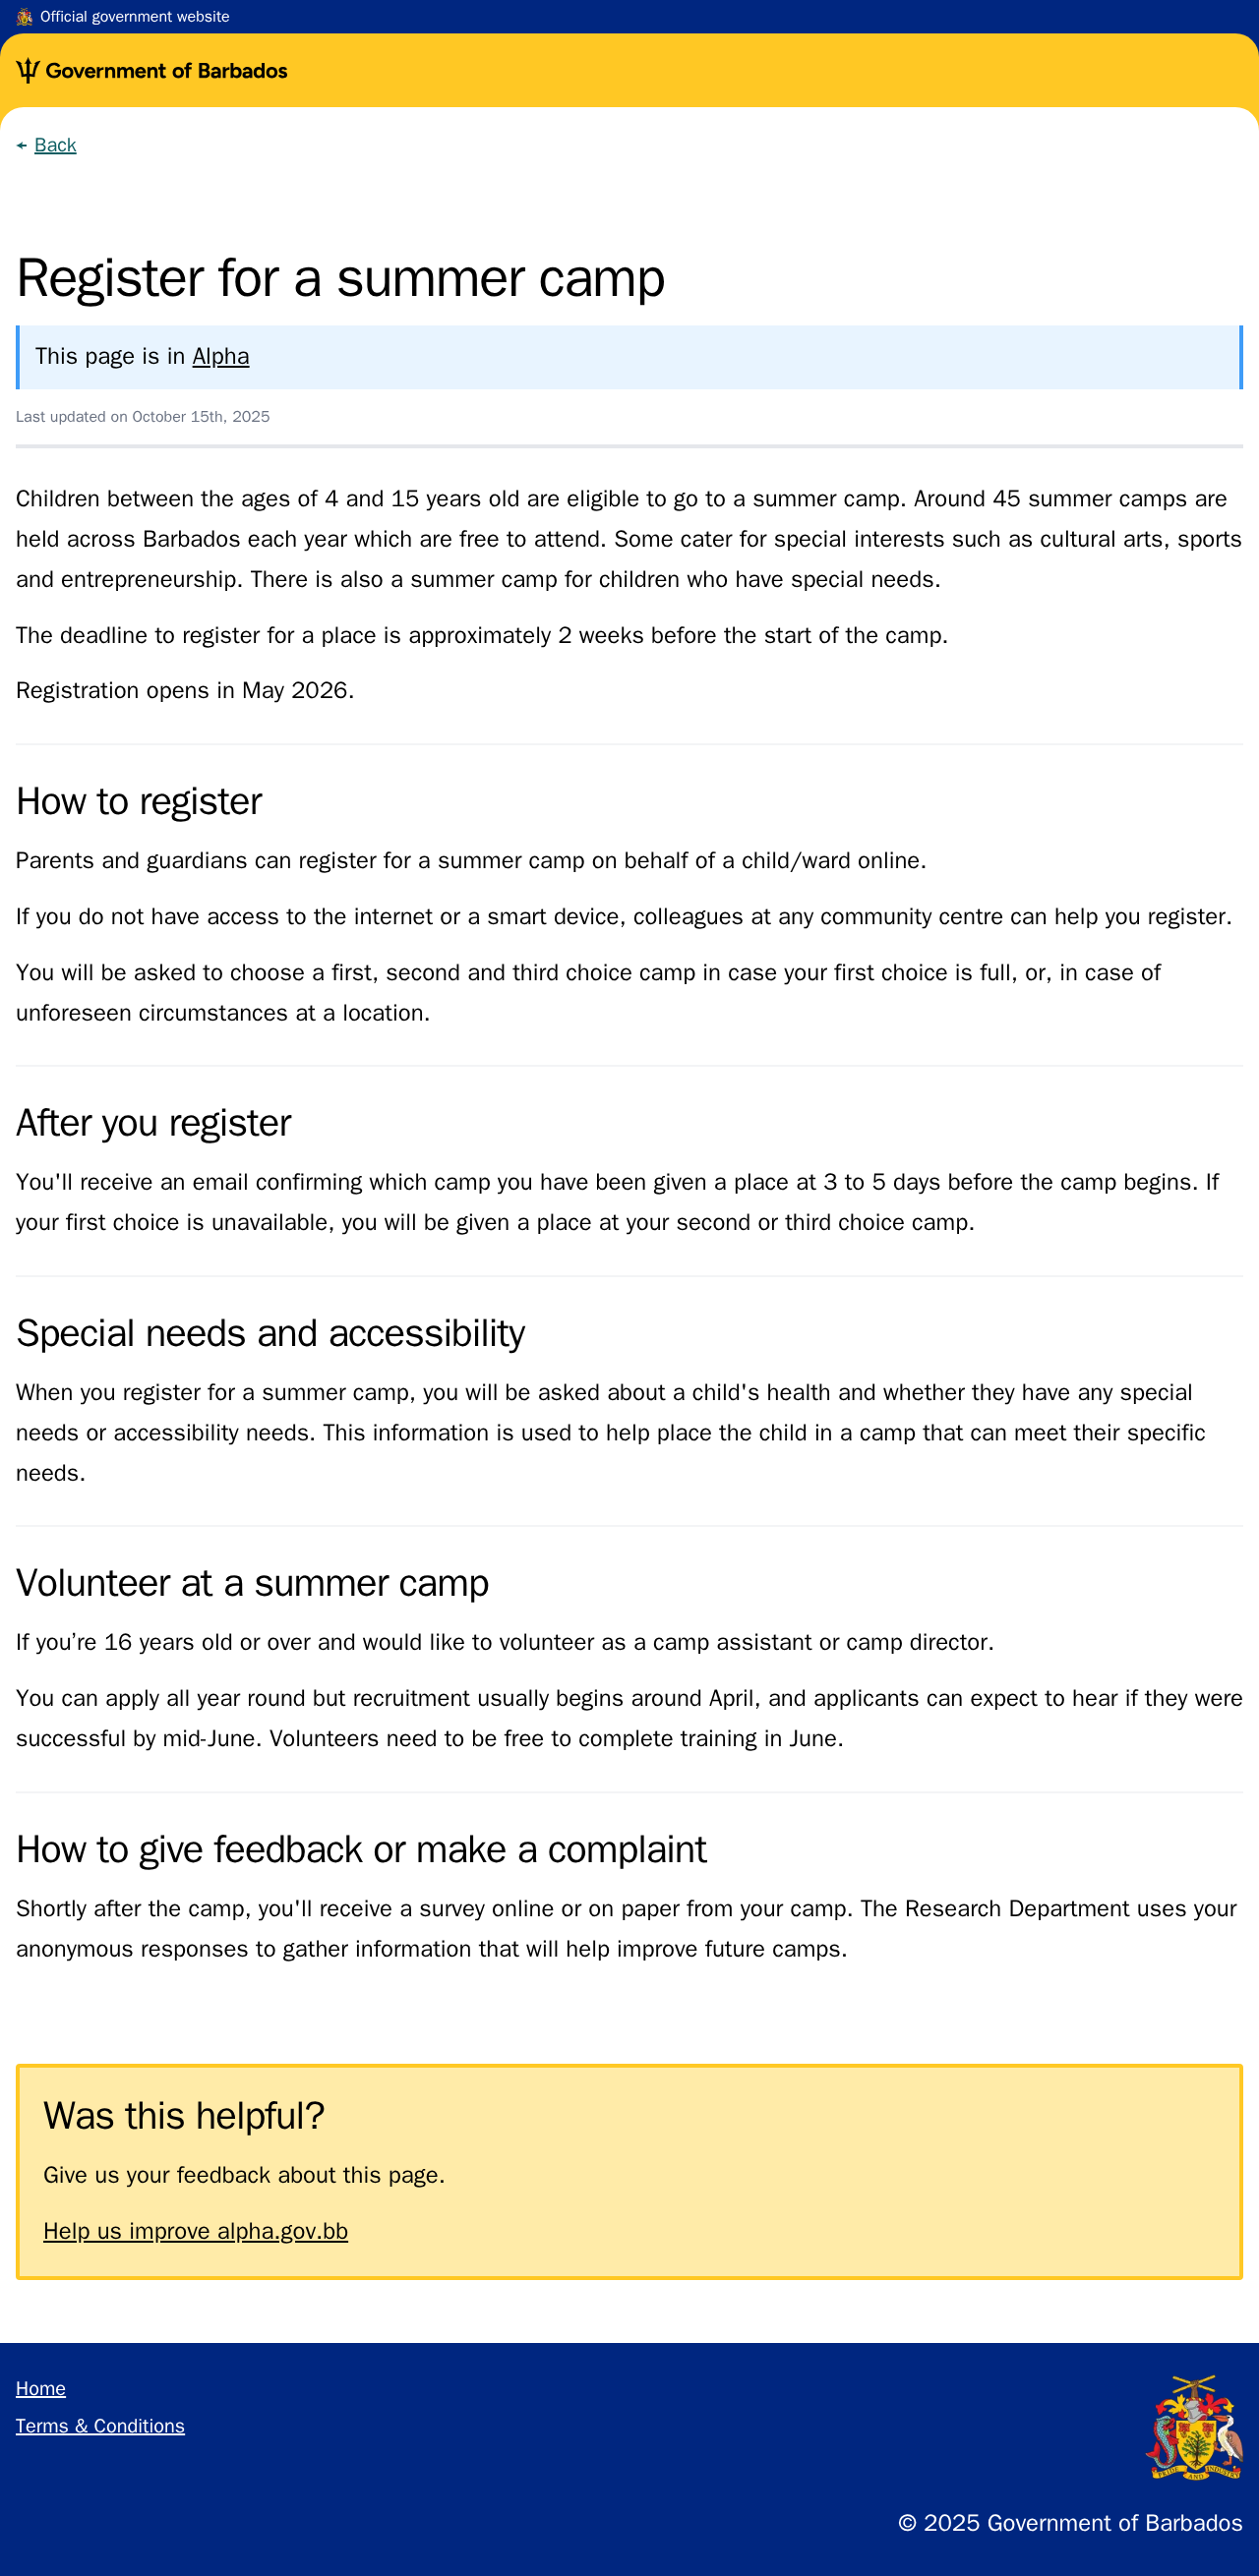 Official government website
Government of Barbados
← Back
Register for a summer camp
This page is in Alpha
Last updated on October 15th, 2025
Children between the ages of 4 and 15 years old are eligible to go to a summer camp. Around 45 summer camps are
held across Barbados each year which are free to attend. Some cater for special interests such as cultural arts, sports
and entrepreneurship. There is also a summer camp for children who have special needs.
The deadline to register for a place is approximately 2 weeks before the start of the camp.
Registration opens in May 2026.
How to register
Parents and guardians can register for a summer camp on behalf of a child/ward online.
If you do not have access to the internet or a smart device, colleagues at any community centre can help you register.
You will be asked to choose a first, second and third choice camp in case your first choice is full, or, in case of
unforeseen circumstances at a location.
After you register
You'll receive an email confirming which camp you have been given a place at 3 to 5 days before the camp begins. If
your first choice is unavailable, you will be given a place at your second or third choice camp.
Special needs and accessibility
When you register for a summer camp, you will be asked about a child's health and whether they have any special
needs or accessibility needs. This information is used to help place the child in a camp that can meet their specific
needs.
Volunteer at a summer camp
If you’re 16 years old or over and would like to volunteer as a camp assistant or camp director.
You can apply all year round but recruitment usually begins around April, and applicants can expect to hear if they were
successful by mid-June. Volunteers need to be free to complete training in June.
How to give feedback or make a complaint
Shortly after the camp, you'll receive a survey online or on paper from your camp. The Research Department uses your
anonymous responses to gather information that will help improve future camps.
Was this helpful?
Give us your feedback about this page.
Help us improve alpha.gov.bb
Home
Terms & Conditions
PRIDE AND INDUSTRY
© 2025 Government of Barbados